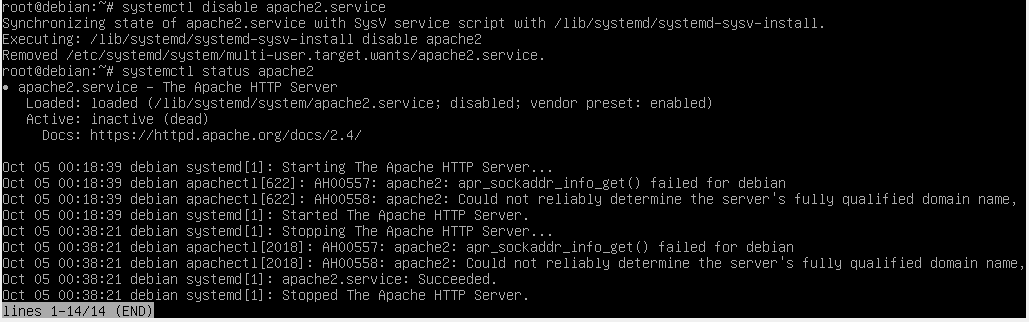 root@debian:~# systemctl disable apache2.service
Synchronizing state of apache2.service with SysV service script with /lib/systemd/systemd-sysv-install.
Executing: /lib/systemd/systemd-sysv-install disable apache2
Removed /etc/systemd/system/multi-user.target.wants/apache2.service.
root@debian:~# systemctl status apache2
• apache2.service - The Apache HTTP Server
   Loaded: loaded (/lib/systemd/system/apache2.service; disabled; vendor preset: enabled)
   Active: inactive (dead)
     Docs: https://httpd.apache.org/docs/2.4/
Oct 05 00:18:39 debian systemd[1]: Starting The Apache HTTP Server...
Oct 05 00:18:39 debian apachectl[622]: AH00557: apache2: apr_sockaddr_info_get() failed for debian
Oct 05 00:18:39 debian apachectl[622]: AH00558: apache2: Could not reliably determine the server's fully qualified domain name,
Oct 05 00:18:39 debian systemd[1]: Started The Apache HTTP Server.
Oct 05 00:38:21 debian systemd[1]: Stopping The Apache HTTP Server...
Oct 05 00:38:21 debian apachectl[2018]: AH00557: apache2: apr_sockaddr_info_get() failed for debian
Oct 05 00:38:21 debian apachectl[2018]: AH00558: apache2: Could not reliably determine the server's fully qualified domain name,
Oct 05 00:38:21 debian systemd[1]: apache2.service: Succeeded.
Oct 05 00:38:21 debian systemd[1]: Stopped The Apache HTTP Server.
lines 1-14/14 (END)